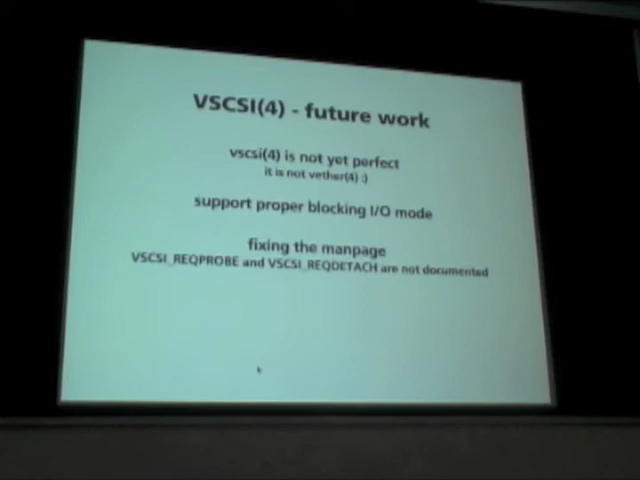 VSCSI(4) - future work
vscsi(4) is not yet perfect
it is not vether(4) :)
support proper blocking I/O mode
fixing the manpage
VSCSI_REQPROBE and VSCSI_REQDETACH are not documented